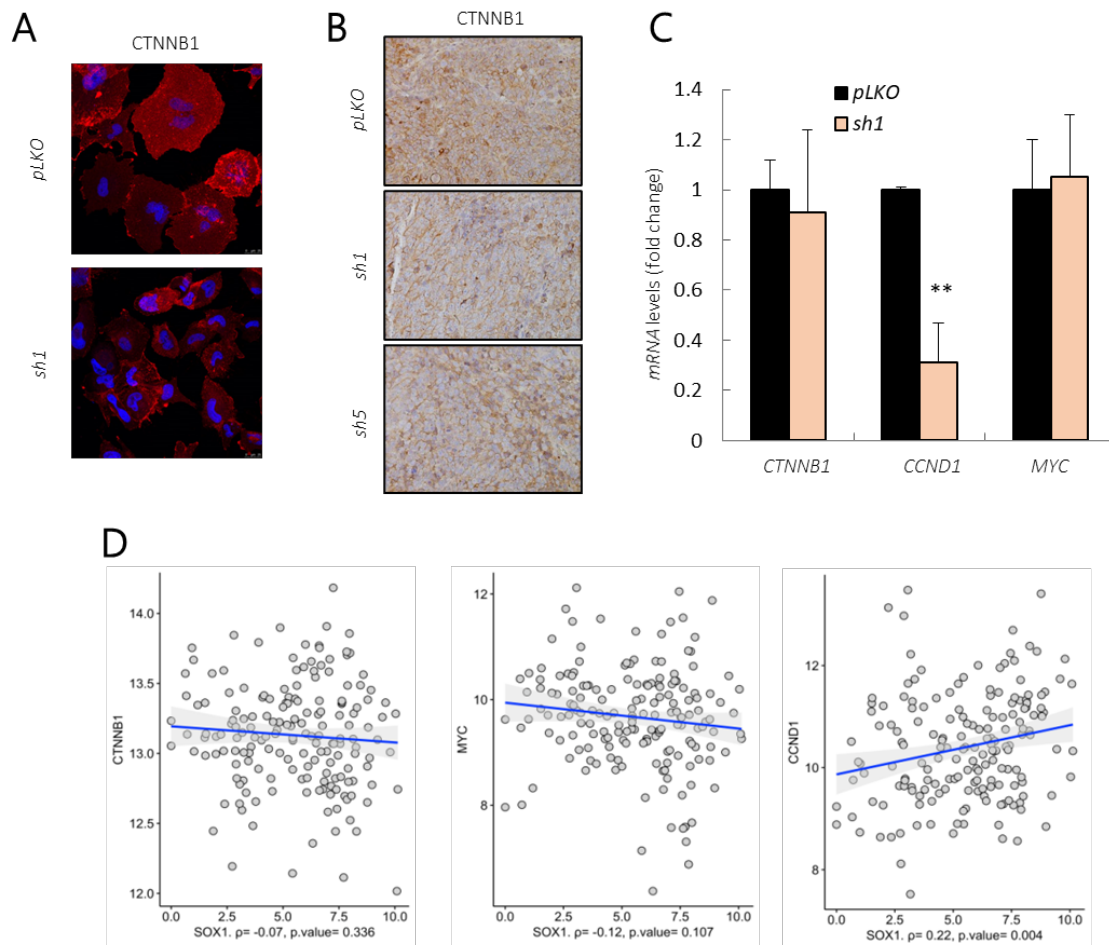 A
CTNNB1
pLKO
sh1
B
CTNNB1
pLKO
sh1
sh5
C
mRNA levels (fold change)
1.4
1.2
1
0.8
0.6
0.4
0.2
0
pLKO
sh1
**
CTNNB1 CCND1 MYC
D
CTNNB1
14.0
13.5
13.0
12.5
12.0
0.0 2.5 5.0 7.5 10.0
SOX1. ρ= -0.07, p.value= 0.336
MYC
12
10
8
0.0 2.5 5.0 7.5 10.0
SOX1. ρ= -0.12, p.value= 0.107
CCND1
12
10
8
0.0 2.5 5.0 7.5 10.0
SOX1. ρ= 0.22, p.value= 0.004